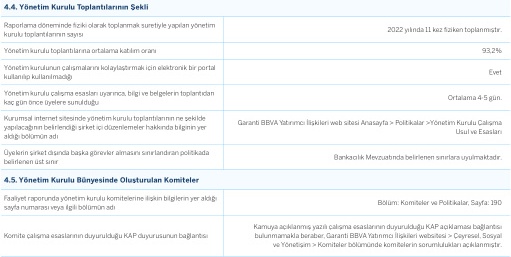 4.4. Yönetim Kurulu Toplantılarının Şekli
Raporlama döneminde fiziki olarak toplanmak suretiyle yapılan yönetim
kurulu toplantılarının sayısı
2022 yılında 11 kez fiziken toplanmıştır.
Yönetim kurulu toplantılarına ortalama katılım oranı
93,2%
Yönetim kurulunun çalışmalarını kolaylaştırmak için elektronik bir portal
kullanılıp kullanılmadığı
Evet
Yönetim kurulu çalışma esasları uyarınca, bilgi ve belgelerin toplantıdan
kaç gün önce üyelere sunulduğu
Ortalama 4-5 gün.
Kurumsal internet sitesinde yönetim kurulu toplantılarının ne şekilde
yapılacağının belirlendiği şirket içi düzenlemeler hakkında bilginin yer
aldığı bölümün adı
Garanti BBVA Yatırımcı İlişkileri web sitesi Anasayfa > Politikalar >Yönetim Kurulu Çalışma
Usul ve Esasları
Üyelerin şirket dışında başka görevler almasını sınırlandıran politikada
belirlenen üst sınır
Bankacılık Mevzuatında belirlenen sınırlara uyulmaktadır.
4.5. Yönetim Kurulu Bünyesinde Oluşturulan Komiteler
Faaliyet raporunda yönetim kurulu komitelerine ilişkin bilgilerin yer aldığı
sayfa numarası veya ilgili bölümün adı
Bölüm: Komiteler ve Politikalar, Sayfa: 190
Komite çalışma esaslarının duyurulduğu KAP duyurusunun bağlantısı
Kamuya açıklanmış yazılı çalışma esaslarının duyurulduğu KAP açıklaması bağlantısı
bulunmamakla beraber, Garanti BBVA Yatırımcı İlişkileri websitesi > Çevresel, Sosyal
ve Yönetişim > Komiteler bölümünde komitelerin sorumlulukları açıklanmıştır.